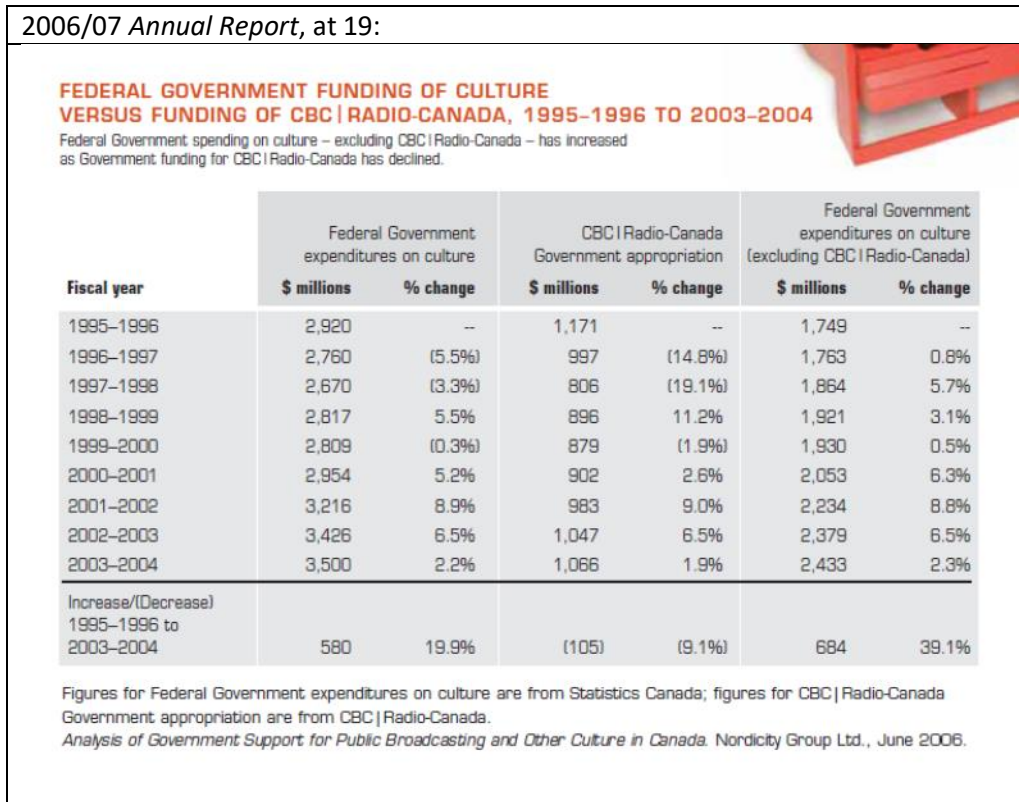 2006/07 Annual Report, at 19:
FEDERAL GOVERNMENT FUNDING OF CULTURE
VERSUS FUNDING OF CBC|RADIO-CANADA, 1995–1996 TO 2003–2004
Federal Government spending on culture – excluding CBC|Radio-Canada – has increased
as Government funding for CBC|Radio-Canada has declined.
Federal Government expenditures on culture
CBC|Radio-Canada Government appropriation
Federal Government expenditures on culture (excluding CBC|Radio-Canada)
Fiscal year $ millions % change $ millions % change $ millions % change
1995–1996 2,920 -- 1,171 -- 1,749 --
1996–1997 2,760 (5.5%) 997 (14.8%) 1,763 0.8%
1997–1998 2,670 (3.3%) 806 (19.1%) 1,864 5.7%
1998–1999 2,817 5.5% 896 11.2% 1,921 3.1%
1999–2000 2,809 (0.3%) 879 (1.9%) 1,930 0.5%
2000–2001 2,954 5.2% 902 2.6% 2,053 6.3%
2001–2002 3,216 8.9% 983 9.0% 2,234 8.8%
2002–2003 3,426 6.5% 1,047 6.5% 2,379 6.5%
2003–2004 3,500 2.2% 1,066 1.9% 2,433 2.3%
Increase/(Decrease)
1995–1996 to
2003–2004 580 19.9% (105) (9.1%) 684 39.1%
Figures for Federal Government expenditures on culture are from Statistics Canada; figures for CBC|Radio-Canada
Government appropriation are from CBC|Radio-Canada.
Analysis of Government Support for Public Broadcasting and Other Culture in Canada. Nordicity Group Ltd., June 2006.